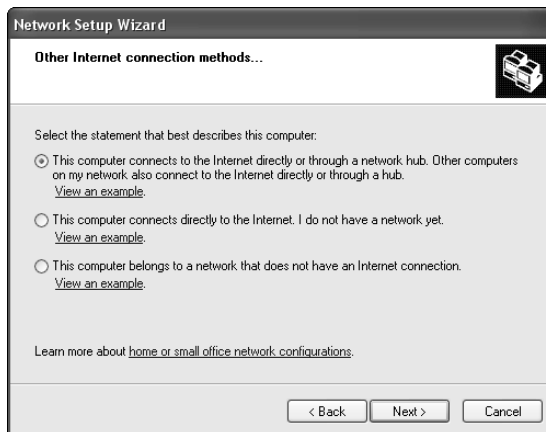 Network Setup Wizard
Other Internet connection methods...
Select the statement that best describes this computer:
This computer connects to the Internet directly or through a network hub. Other computers
on my network also connect to the Internet directly or through a hub.
View an example.
This computer connects directly to the Internet. I do not have a network yet.
View an example.
This computer belongs to a network that does not have an Internet connection.
View an example.
Learn more about home or small office network configurations.
< Back Next > Cancel